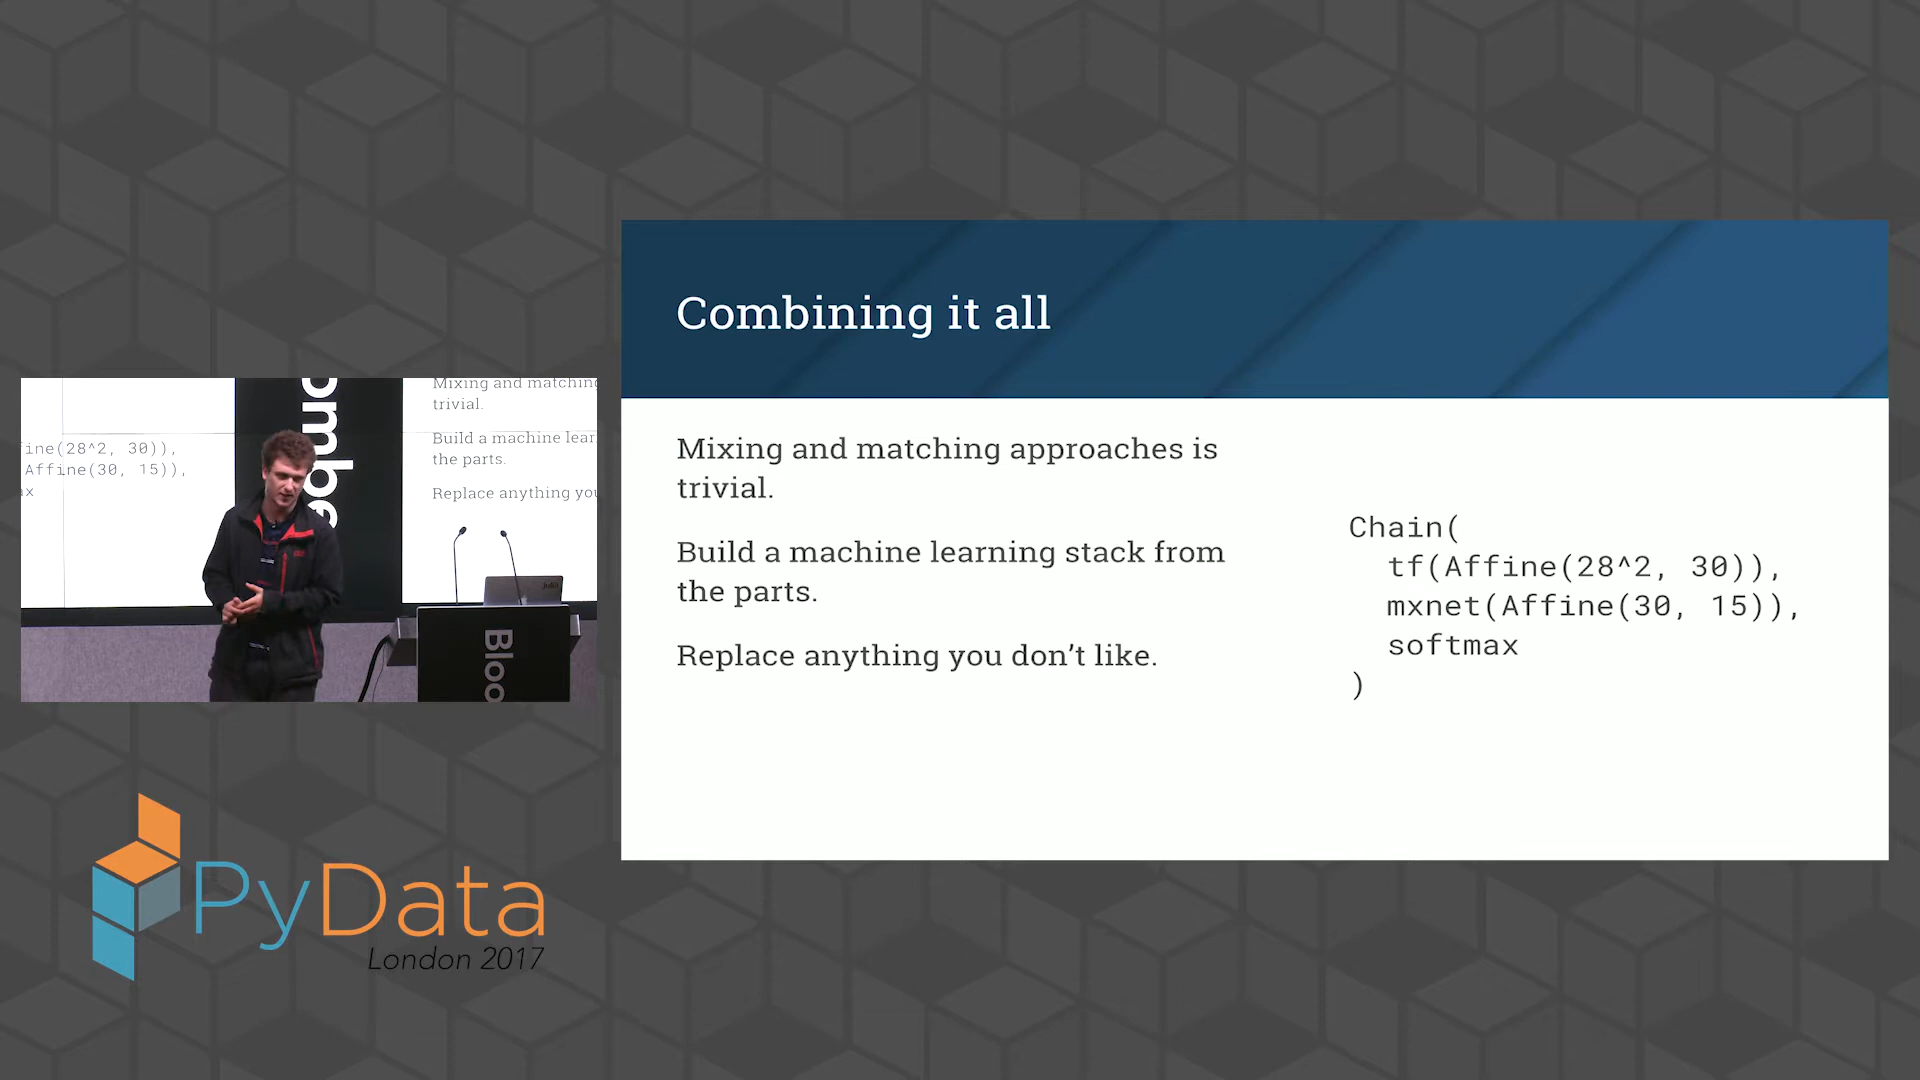 Combining it all
Mixing and matching approaches is
trivial.
Build a machine learning stack from
the parts.
Replace anything you don't like.
Chain(
tf(Affine(28^2, 30)),
mxnet(Affine(30, 15)),
softmax
)
Mixing and matching
trivial.
Build a machine lear
the parts.
Replace anything you
ine(28^2, 30)),
Affine(30, 15)),
ombe
Bloo
PyData
London 2017